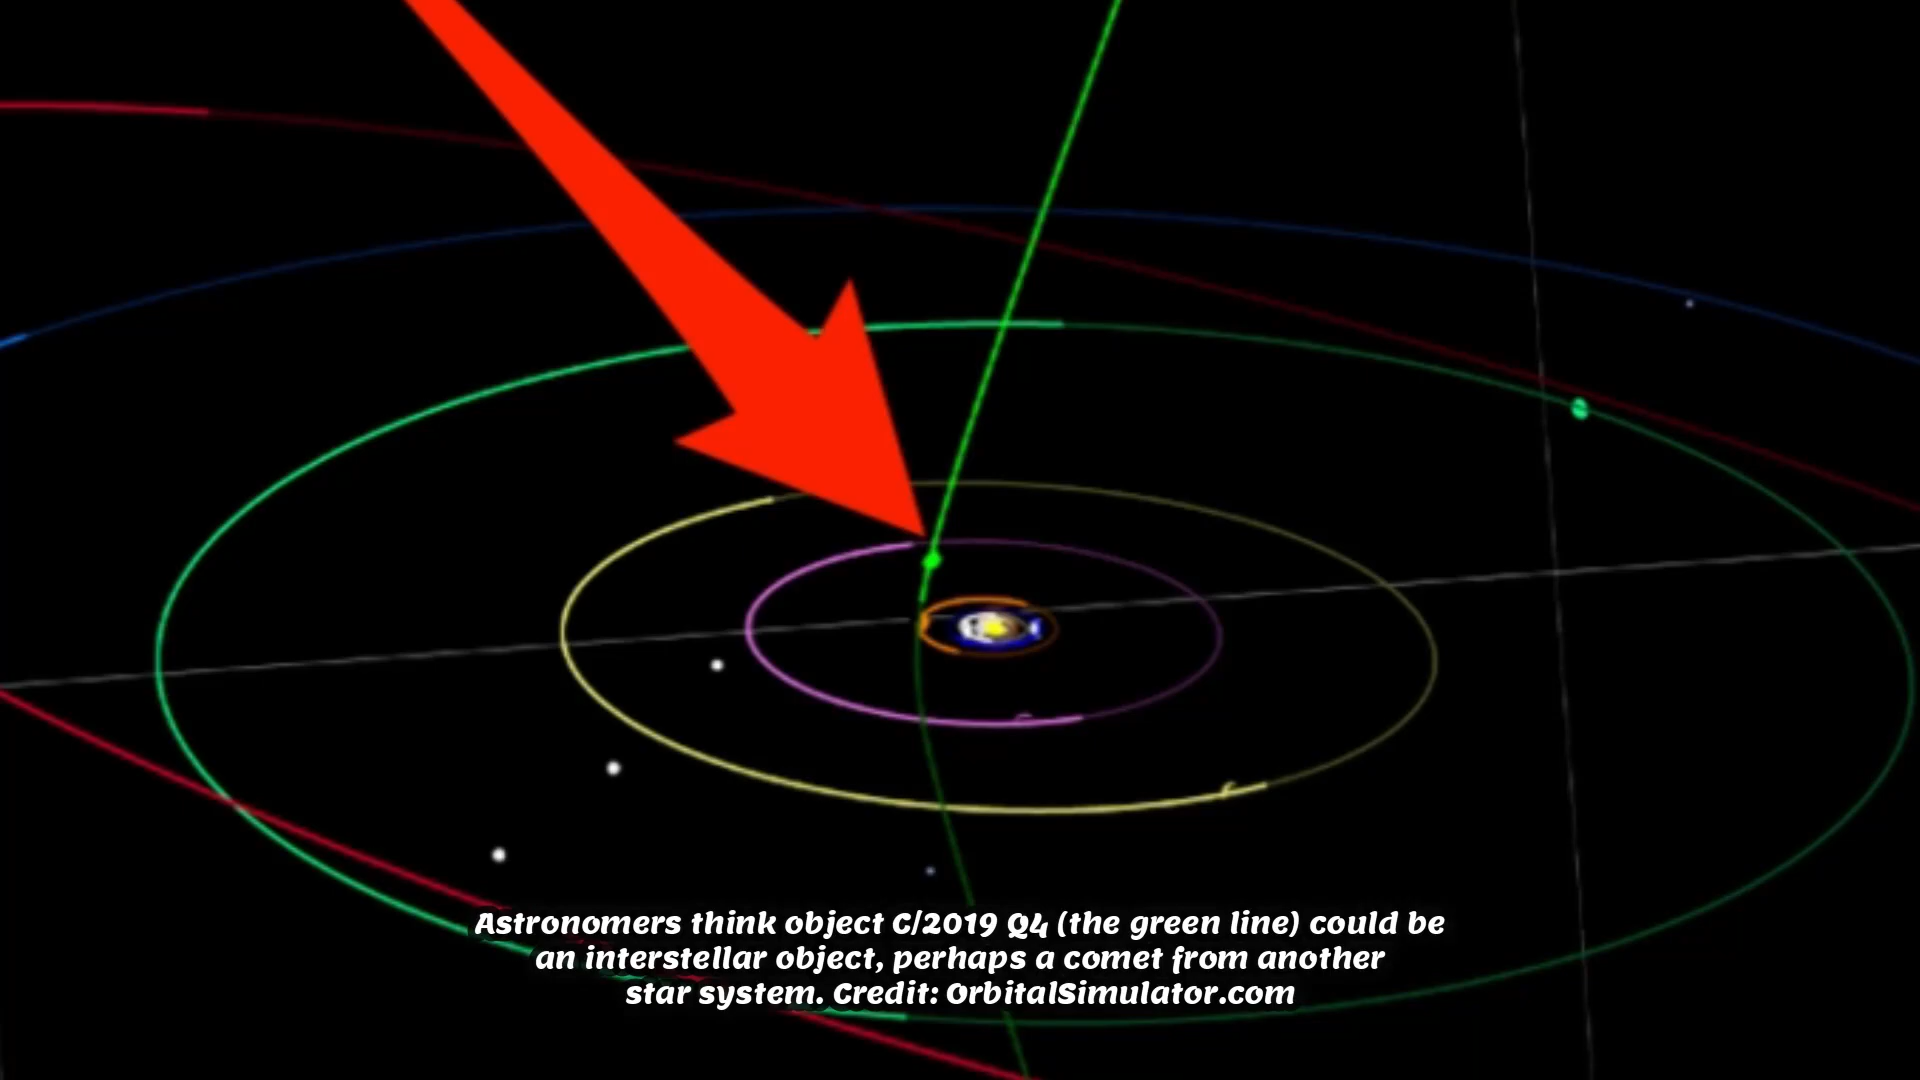 Astronomers think object C/2019 Q4 (the green line) could be
an interstellar object, perhaps a comet from another
star system. Credit: OrbitalSimulator.com